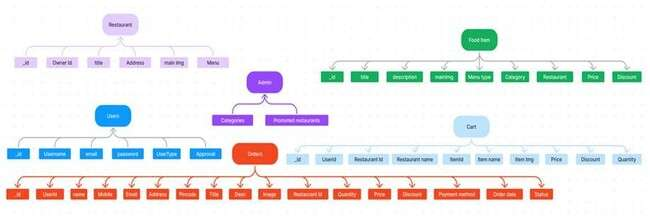 Restaurant
_id Owner Id title Address main Img Menu
Food Item
_id title description mainImg Menu type Category Restaurant Price Discount
Admin
Categories Promoted restaurants
Users
_id Username email password UserType Approval
Cart
_id UserId Restaurant Id Restaurant name ItemId Item name Item Img Price Discount Quantity
Orders
_id UserId name Mobile Email Address Pincode Title Desc Image Restaurant Id Quantity Price Discount Payment method Order date Status